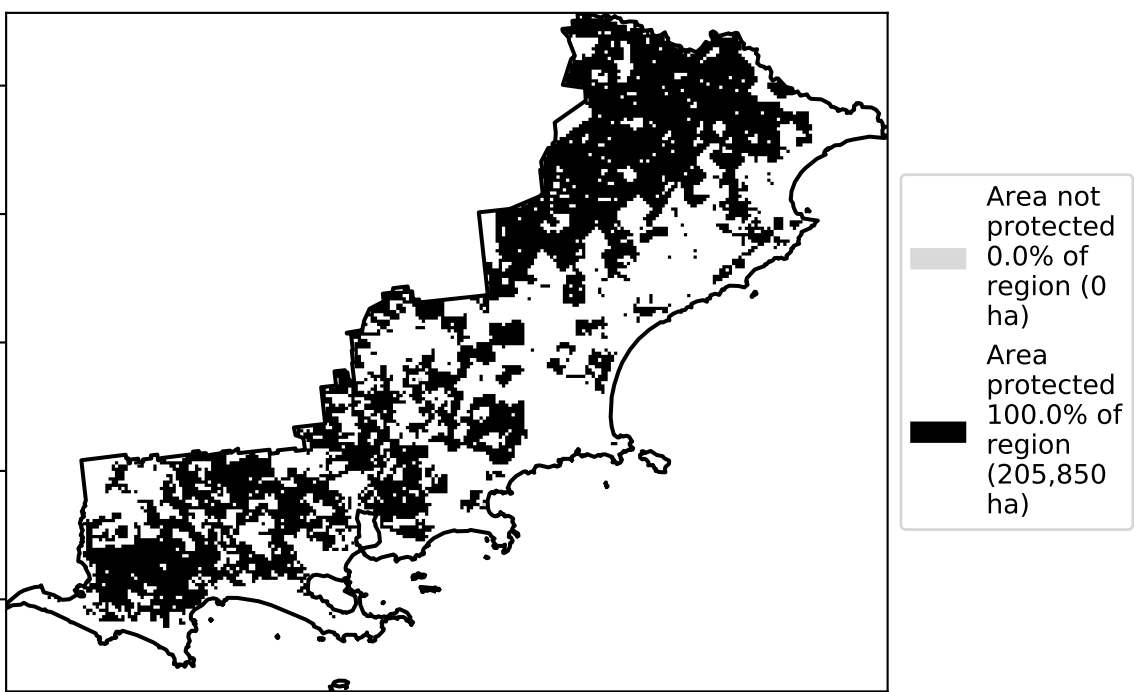 Area not
protected
0.0% of
region (0
ha)
Area
protected
100.0% of
region
(205,850
ha)